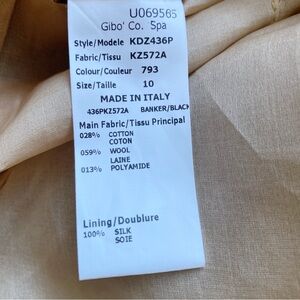 U069565
Gibo' Co. Spa
Style/Modele KDZ436P
Fabric/Tissu KZ572A
Colour/Couleur 793
Size/Taille 10
MADE IN ITALY
436PKZ572A BANKER/BLACK
Main Fabric/Tissu Principal
028% COTTON
COTON
059% WOOL
LAINE
013% POLYAMIDE
Lining/Doublure
100% SILK
SOIE